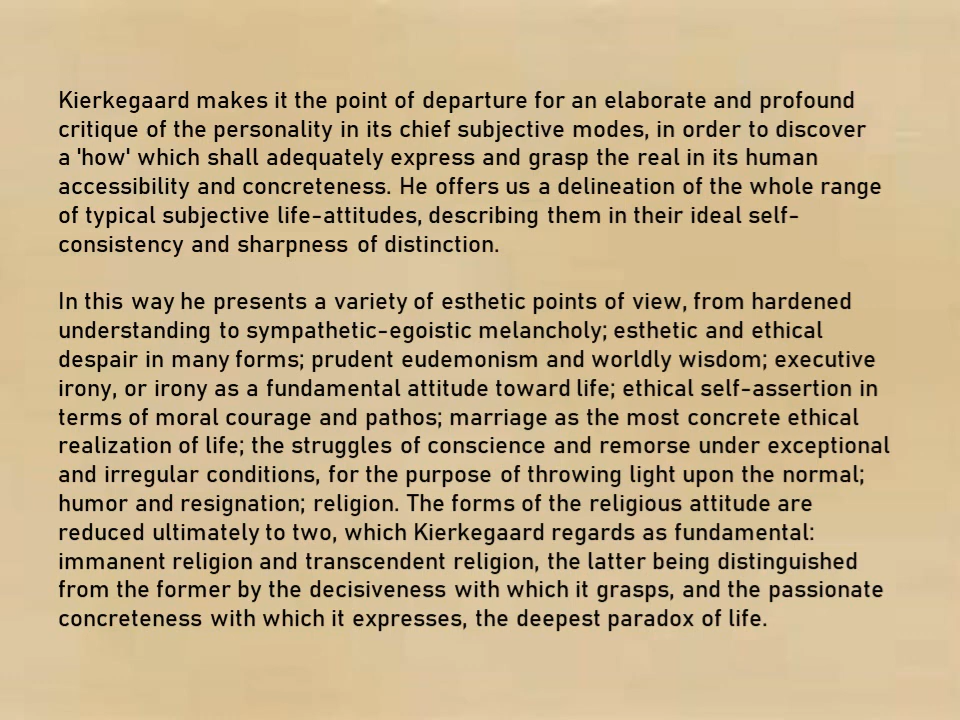 Kierkegaard makes it the point of departure for an elaborate and profound
critique of the personality in its chief subjective modes, in order to discover
a 'how' which shall adequately express and grasp the real in its human
accessibility and concreteness. He offers us a delineation of the whole range
of typical subjective life-attitudes, describing them in their ideal self-
consistency and sharpness of distinction.

In this way he presents a variety of esthetic points of view, from hardened
understanding to sympathetic-egoistic melancholy; esthetic and ethical
despair in many forms; prudent eudemonism and worldly wisdom; executive
irony, or irony as a fundamental attitude toward life; ethical self-assertion in
terms of moral courage and pathos; marriage as the most concrete ethical
realization of life; the struggles of conscience and remorse under exceptional
and irregular conditions, for the purpose of throwing light upon the normal;
humor and resignation; religion. The forms of the religious attitude are
reduced ultimately to two, which Kierkegaard regards as fundamental:
immanent religion and transcendent religion, the latter being distinguished
from the former by the decisiveness with which it grasps, and the passionate
concreteness with which it expresses, the deepest paradox of life.